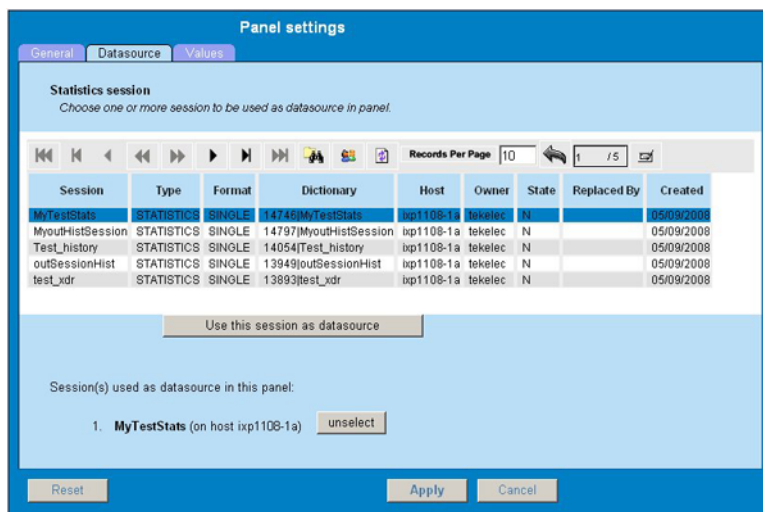 Panel settings
General Datasource Values
Statistics session
Choose one or more session to be used as datasource in panel.
Records Per Page 10 1 / 5
Session Type Format Dictionary Host Owner State Replaced By Created
MyTestStats STATISTICS SINGLE 14746|MyTestStats ixp1108-1a tekelec N 05/09/2008
MyoutHistSession STATISTICS SINGLE 14797|MyoutHistSession ixp1108-1a tekelec N 05/09/2008
Test_history STATISTICS SINGLE 14054|Test_history ixp1108-1a tekelec N 05/09/2008
outSessionHist STATISTICS SINGLE 13949|outSessionHist ixp1108-1a tekelec N 05/09/2008
test_xdr STATISTICS SINGLE 13893|test_xdr ixp1108-1a tekelec N 05/09/2008
Use this session as datasource
Session(s) used as datasource in this panel:
1. MyTestStats (on host ixp1108-1a) unselect
Reset Apply Cancel